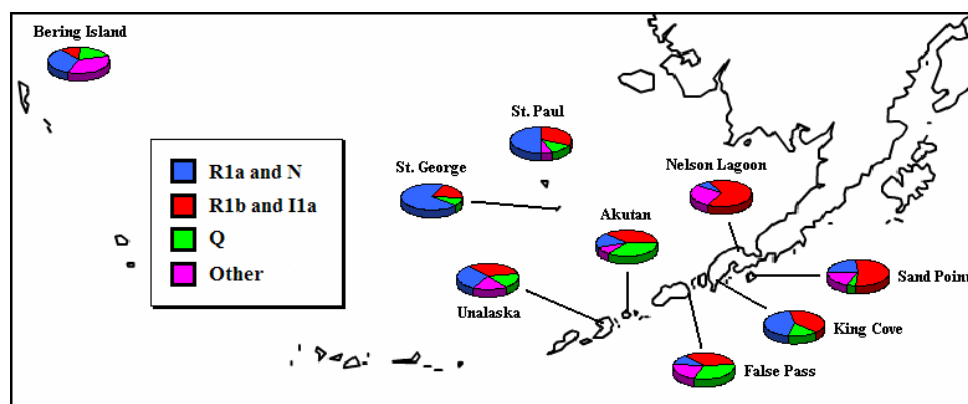 Bering Island
St. Paul
St. George
Nelson Lagoon
Akutan
R1a and N
R1b and I1a
Q
Other
Unalaska
Sand Point
King Cove
False Pass